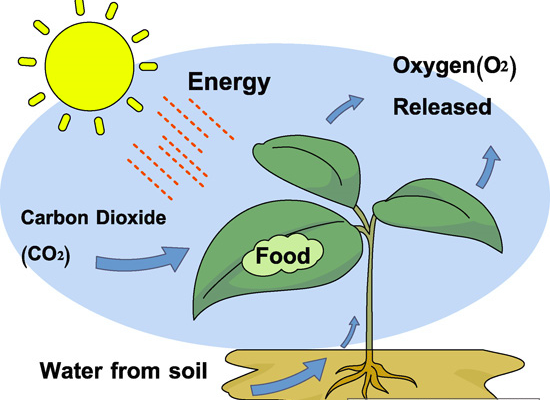 Energy
Oxygen(O₂)
Released
Carbon Dioxide
(CO₂)
Food
Water from soil